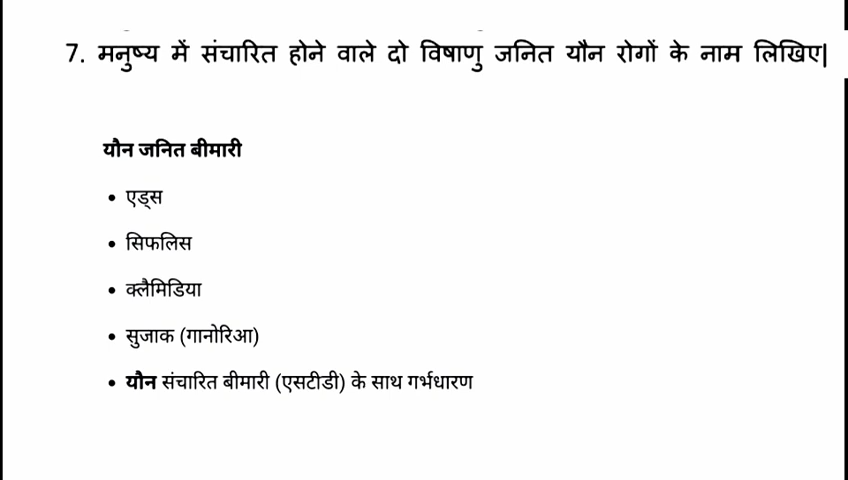 7. मनुष्य में संचारित होने वाले दो विषाणु जनित यौन रोगों के नाम लिखिए|
यौन जनित बीमारी
• एड्स
• सिफलिस
• क्लैमिडिया
• सुजाक (गानोरिआ)
• यौन संचारित बीमारी (एसटीडी) के साथ गर्भधारण